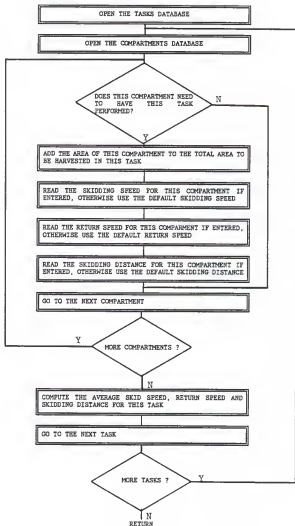 OPEN THE TASKS DATABASE
OPEN THE COMPARTMENTS DATABASE
DOES THIS COMPARTMENT NEED
TO HAVE THIS TASK
PERFORMED?
N
Y
ADD THE AREA OF THIS COMPARTMENT TO THE TOTAL AREA TO
BE HARVESTED IN THIS TASK
READ THE SKIDDING SPEED FOR THIS COMPARTMENT IF
ENTERED, OTHERWISE USE THE DEFAULT SKIDDING SPEED
READ THE RETURN SPEED FOR THIS COMPARMENT IF ENTERED,
OTHERWISE USE THE DEFAULT RETURN SPEED
READ THE SKIDDING DISTANCE FOR THIS COMPARTMENT IF
ENTERED, OTHERWISE USE THE DEFAULT SKIDDING DISTANCE
GO TO THE NEXT COMPARTMENT
Y
MORE COMPARTMENTS ?
N
COMPUTE THE AVERAGE SKID SPEED, RETURN SPEED AND
SKIDDING DISTANCE FOR THIS TASK
GO TO THE NEXT TASK
MORE TASKS ?
Y
N
RETURN